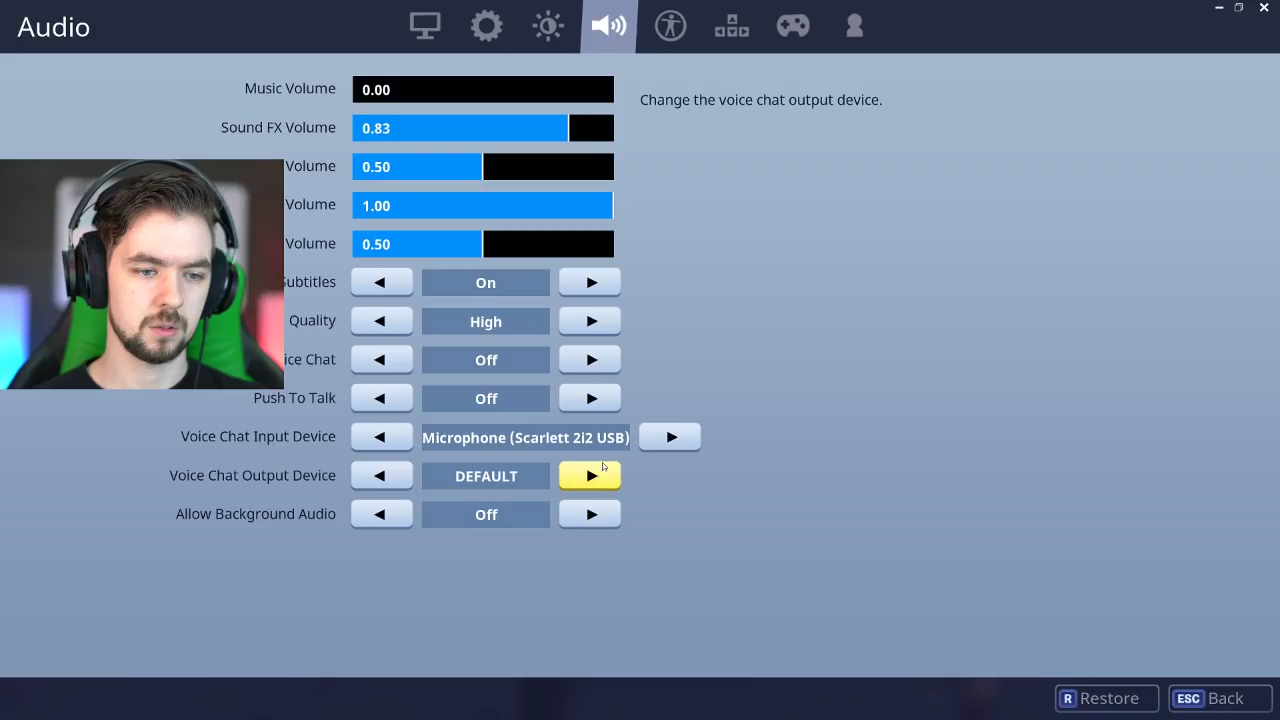 Audio
Music Volume 0.00
Change the voice chat output device.
Sound FX Volume 0.83
Volume 0.50
Volume 1.00
Volume 0.50
Subtitles On
Quality High
ice Chat Off
Push To Talk Off
Voice Chat Input Device Microphone (Scarlett 2i2 USB)
Voice Chat Output Device DEFAULT
Allow Background Audio Off
R Restore ESC Back